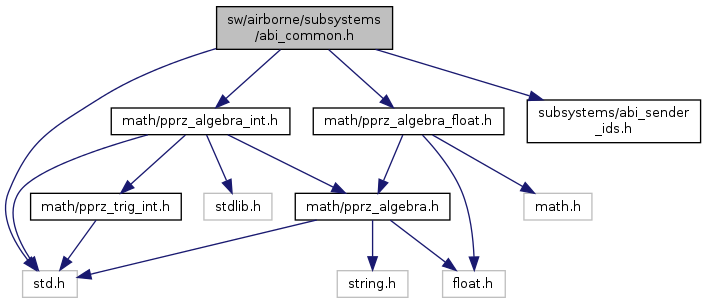 sw/airborne/subsystems
/abi_common.h
math/pprz_algebra_int.h
math/pprz_algebra_float.h
subsystems/abi_sender
_ids.h
math/pprz_trig_int.h
stdlib.h
math/pprz_algebra.h
math.h
std.h
string.h
float.h